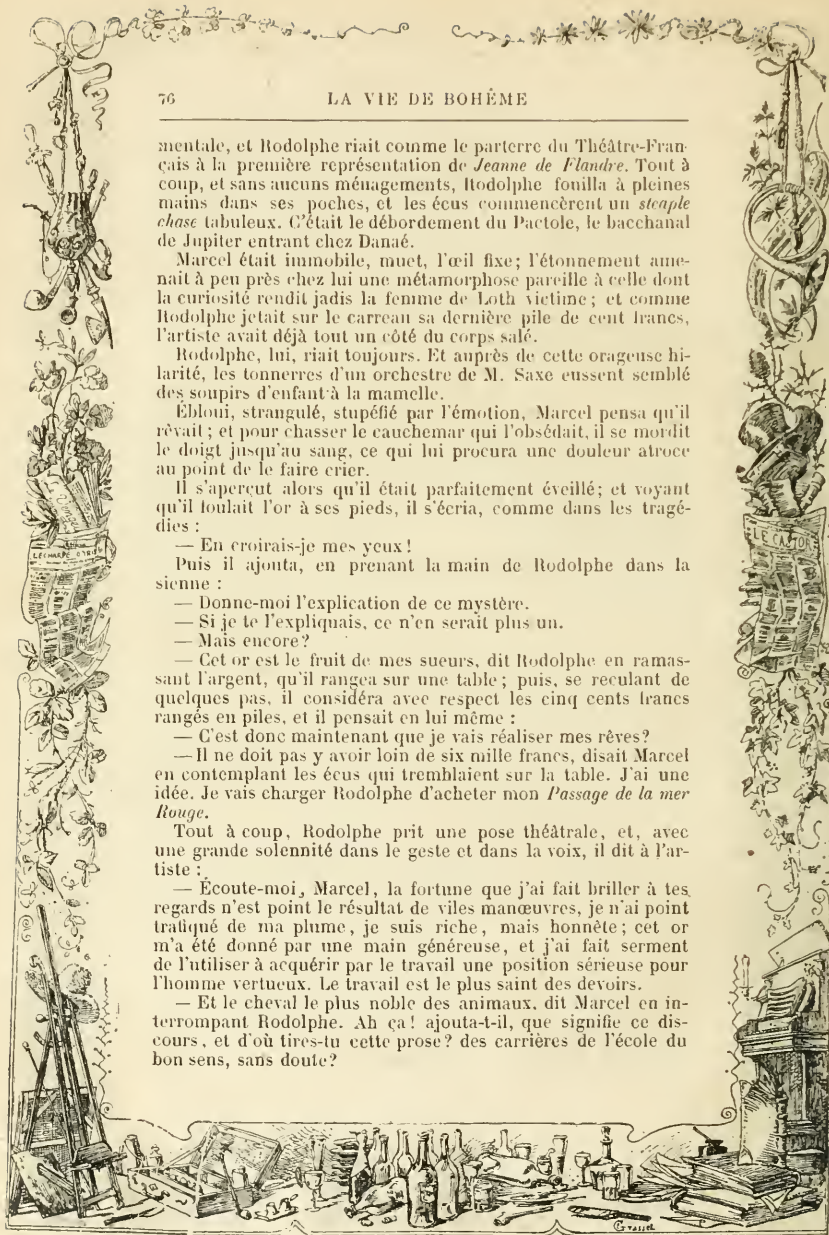 76
LA VIE DE BOHÊME
mentale, et Rodolphe riait comme le parterre du Théâtre-Fran-
çais à la première représentation de Jeanne de Flandre. Tout à
coup, et sans aucuns ménagements, Rodolphe fouilla à pleines
mains dans ses poches, et les écus commencèrent un steaple
chase fabuleux. C'était le débordement du Pactole, le bacchanal
de Jupiter entrant chez Danaé.
Marcel était immobile, muet, l'œil fixe; l'étonnement ame-
nait à peu près chez lui une métamorphose pareille à celle dont
la curiosité rendit jadis la femme de Loth victime; et comme
Rodolphe jetait sur le carreau sa dernière pile de cent francs,
l'artiste avait déjà tout un côté du corps salé.
Rodolphe, lui, riait toujours. Et auprès de cette orageuse hi-
larité, les tonnerres d'un orchestre de M. Saxe eussent semblé
des soupirs d'enfant à la mamelle.
Ébloui, strangulé, stupéfié par l'émotion, Marcel pensa qu'il
rêvait; et pour chasser le cauchemar qui l'obsédait, il se mordit
le doigt jusqu'au sang, ce qui lui procura une douleur atroce
au point de le faire crier.
Il s'aperçut alors qu'il était parfaitement éveillé; et voyant
qu'il foulait l'or à ses pieds, il s'écria, comme dans les tragé-
dies :
— En croirais-je mes yeux!
Puis il ajouta, en prenant la main de Rodolphe dans la
sienne :
— Donne-moi l'explication de ce mystère.
— Si je te l'expliquais, ce n'en serait plus un.
— Mais encore?
— Cet or est le fruit de mes sueurs, dit Rodolphe en ramas-
sant l'argent, qu'il rangea sur une table; puis, se reculant de
quelques pas, il considéra avec respect les cinq cents francs
rangés en piles, et il pensait en lui même :
— C'est donc maintenant que je vais réaliser mes rêves?
— Il ne doit pas y avoir loin de six mille francs, disait Marcel
en contemplant les écus qui tremblaient sur la table. J'ai une
idée. Je vais charger Rodolphe d'acheter mon Passage de la mer
Rouge.
Tout à coup, Rodolphe prit une pose théâtrale, et, avec
une grande solennité dans le geste et dans la voix, il dit à l'ar-
tiste :
— Écoute-moi, Marcel, la fortune que j'ai fait briller à tes
regards n'est point le résultat de viles manœuvres, je n'ai point
trafiqué de ma plume, je suis riche, mais honnête; cet or
m'a été donné par une main généreuse, et j'ai fait serment
de l'utiliser à acquérir par le travail une position sérieuse pour
l'homme vertueux. Le travail est le plus saint des devoirs.
— Et le cheval le plus noble des animaux, dit Marcel en in-
terrompant Rodolphe. Ah ça! ajouta-t-il, que signifie ce dis-
cours, et d'où tires-tu cette prose? des carrières de l'école du
bon sens, sans doute?
LE CASTOR
L'ECHARPE D'IRIS
Grasset